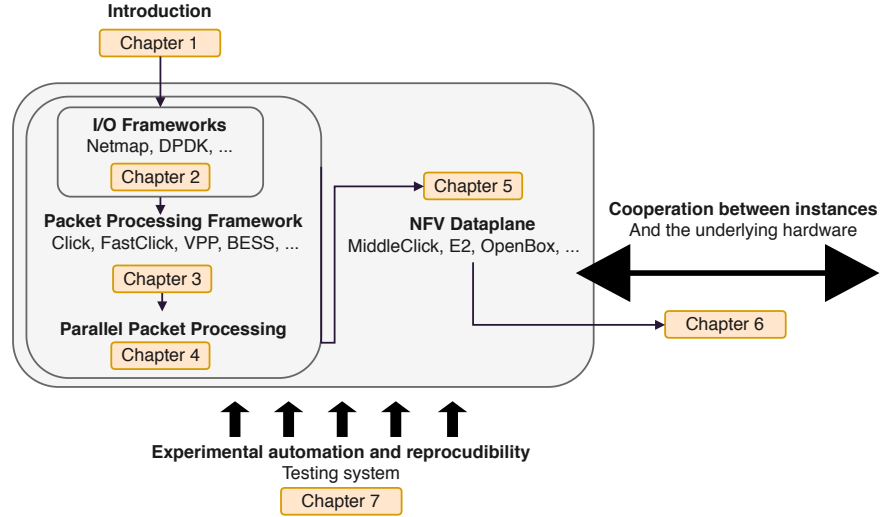 Introduction
Chapter 1
I/O Frameworks
Netmap, DPDK, ...
Chapter 2
Packet Processing Framework
Click, FastClick, VPP, BESS, ...
Chapter 3
Parallel Packet Processing
Chapter 4
Chapter 5
NFV Dataplane
MiddleClick, E2, OpenBox, ...
Cooperation between instances
And the underlying hardware
Chapter 6
Experimental automation and reprocudibility
Testing system
Chapter 7